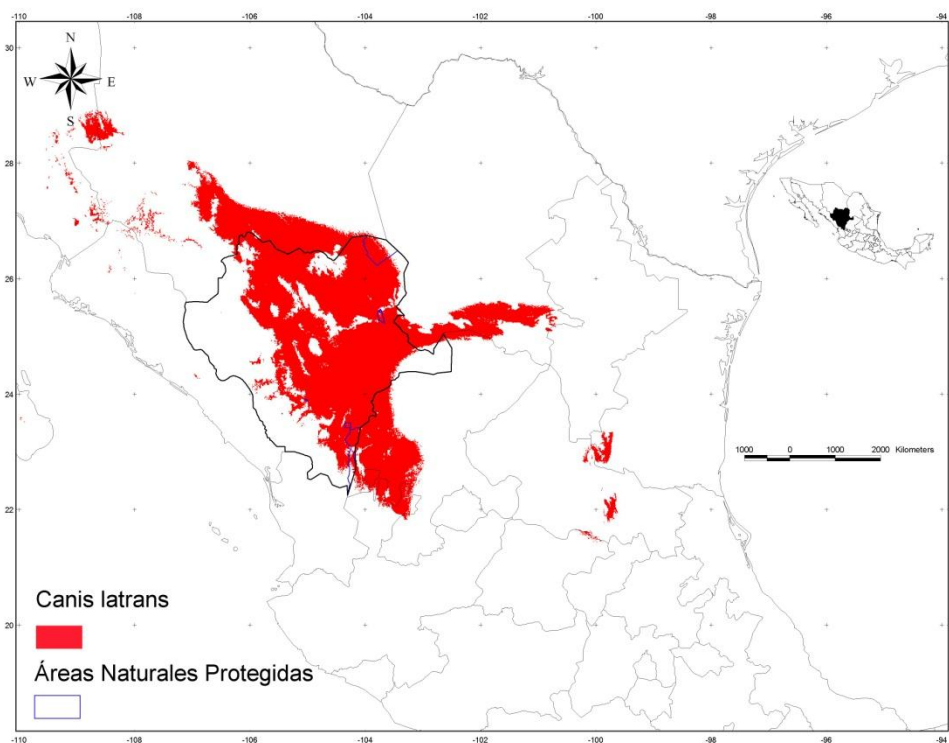 -110 -108 -106 -104 -102 -100 -98 -96 -94
30
28
26
24
22
20
N
W E
S
1000 0 1000 2000 Kilometers
Canis latrans
Áreas Naturales Protegidas
-110 -108 -106 -104 -102 -100 -98 -96 -94